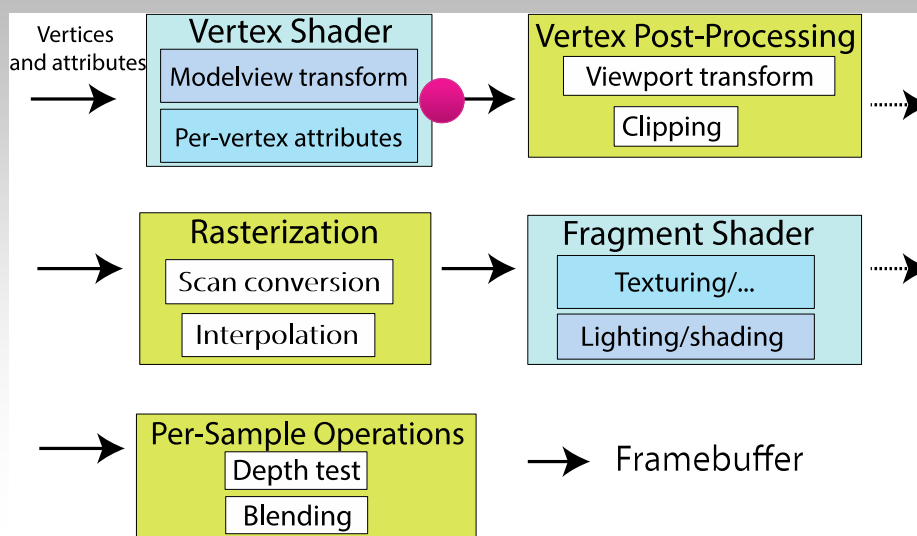 Vertices
and attributes
Vertex Shader
Modelview transform
Per-vertex attributes
Vertex Post-Processing
Viewport transform
Clipping
Rasterization
Scan conversion
Interpolation
Fragment Shader
Texturing/...
Lighting/shading
Per-Sample Operations
Depth test
Blending
Framebuffer